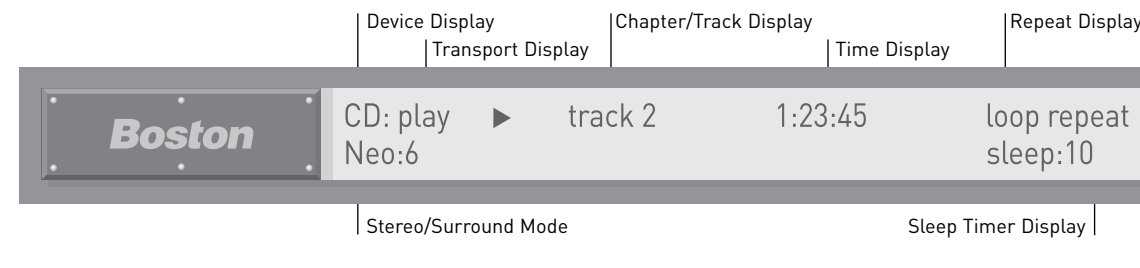 Device Display
Chapter/Track Display
Repeat Display
Transport Display
Time Display
Boston
CD: play ▶ track 2 1:23:45 loop repeat
Neo:6 sleep:10
Stereo/Surround Mode
Sleep Timer Display